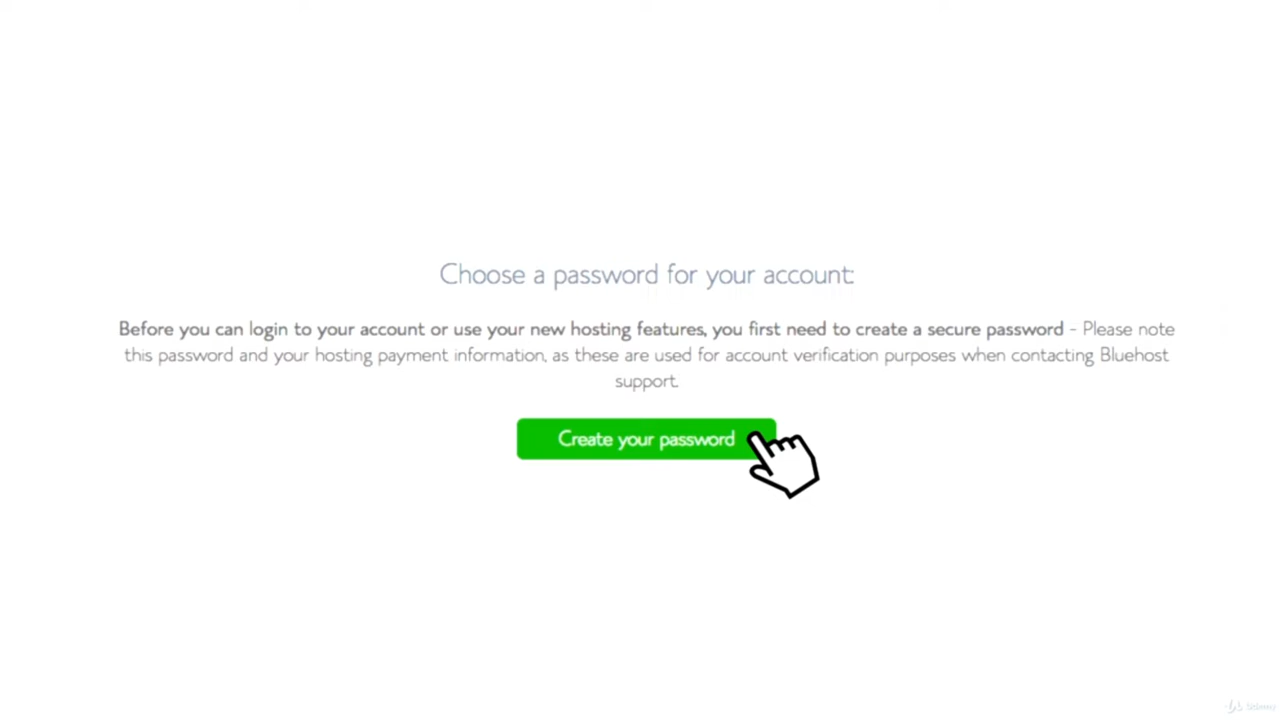 Choose a password for your account:
Before you can login to your account or use your new hosting features, you first need to create a secure password - Please note
this password and your hosting payment information, as these are used for account verification purposes when contacting Bluehost
support.
Create your password
Udemy